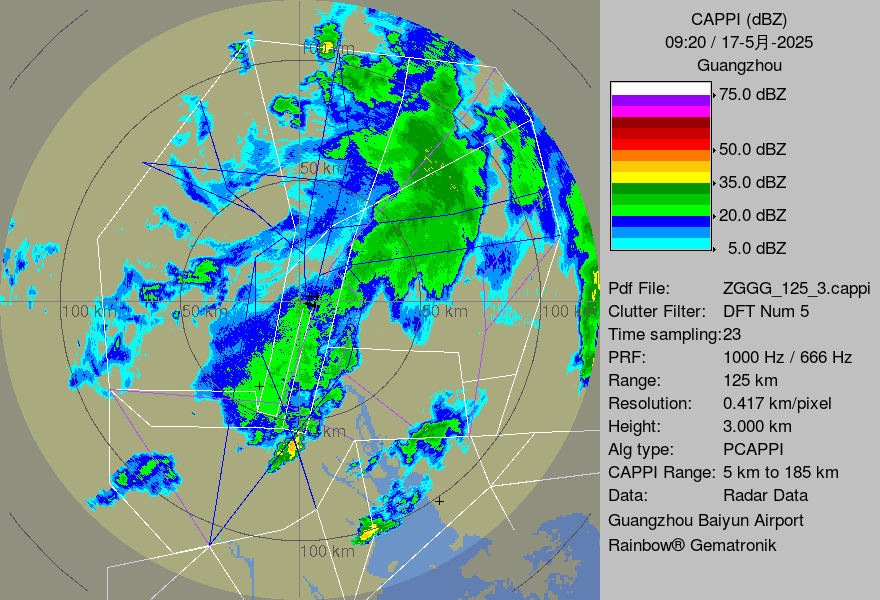 CAPPI (dBZ)
09:20 / 17-5月-2025
Guangzhou
75.0 dBZ
50.0 dBZ
35.0 dBZ
20.0 dBZ
5.0 dBZ
Pdf File: ZGGG_125_3.cappi
Clutter Filter: DFT Num 5
Time sampling:23
PRF: 1000 Hz / 666 Hz
Range: 125 km
Resolution: 0.417 km/pixel
Height: 3.000 km
Alg type: PCAPPI
CAPPI Range: 5 km to 185 km
Data: Radar Data
Guangzhou Baiyun Airport
Rainbow® Gematronik
100 km
50 km
100 km
50 km
50 km
100 k
km
100 km